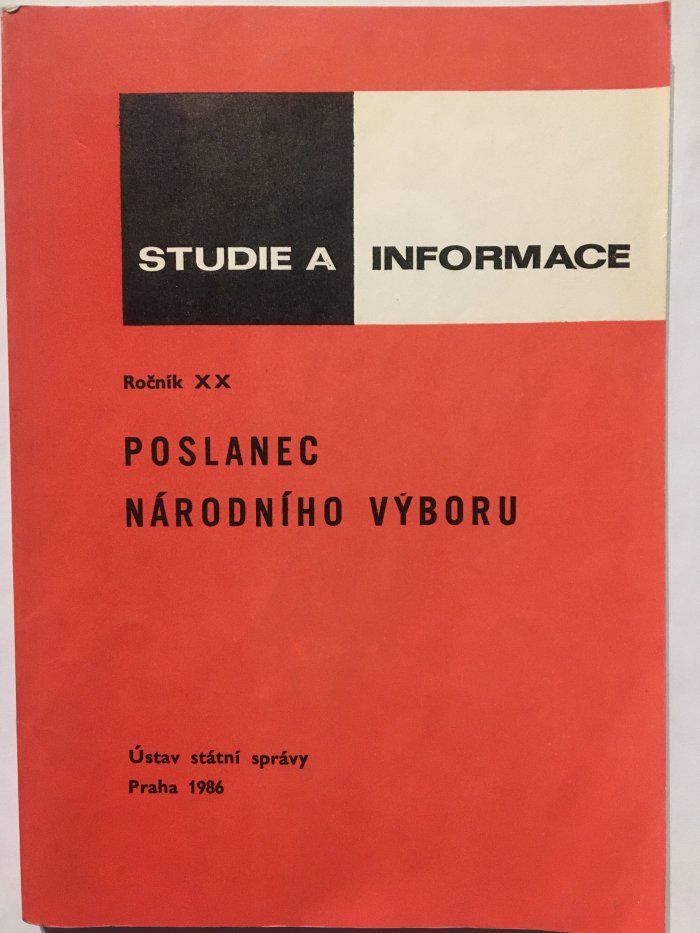 STUDIE A INFORMACE
Ročník XX
POSLANEC
NÁRODNÍHO VÝBORU
Ústav státní správy
Praha 1986